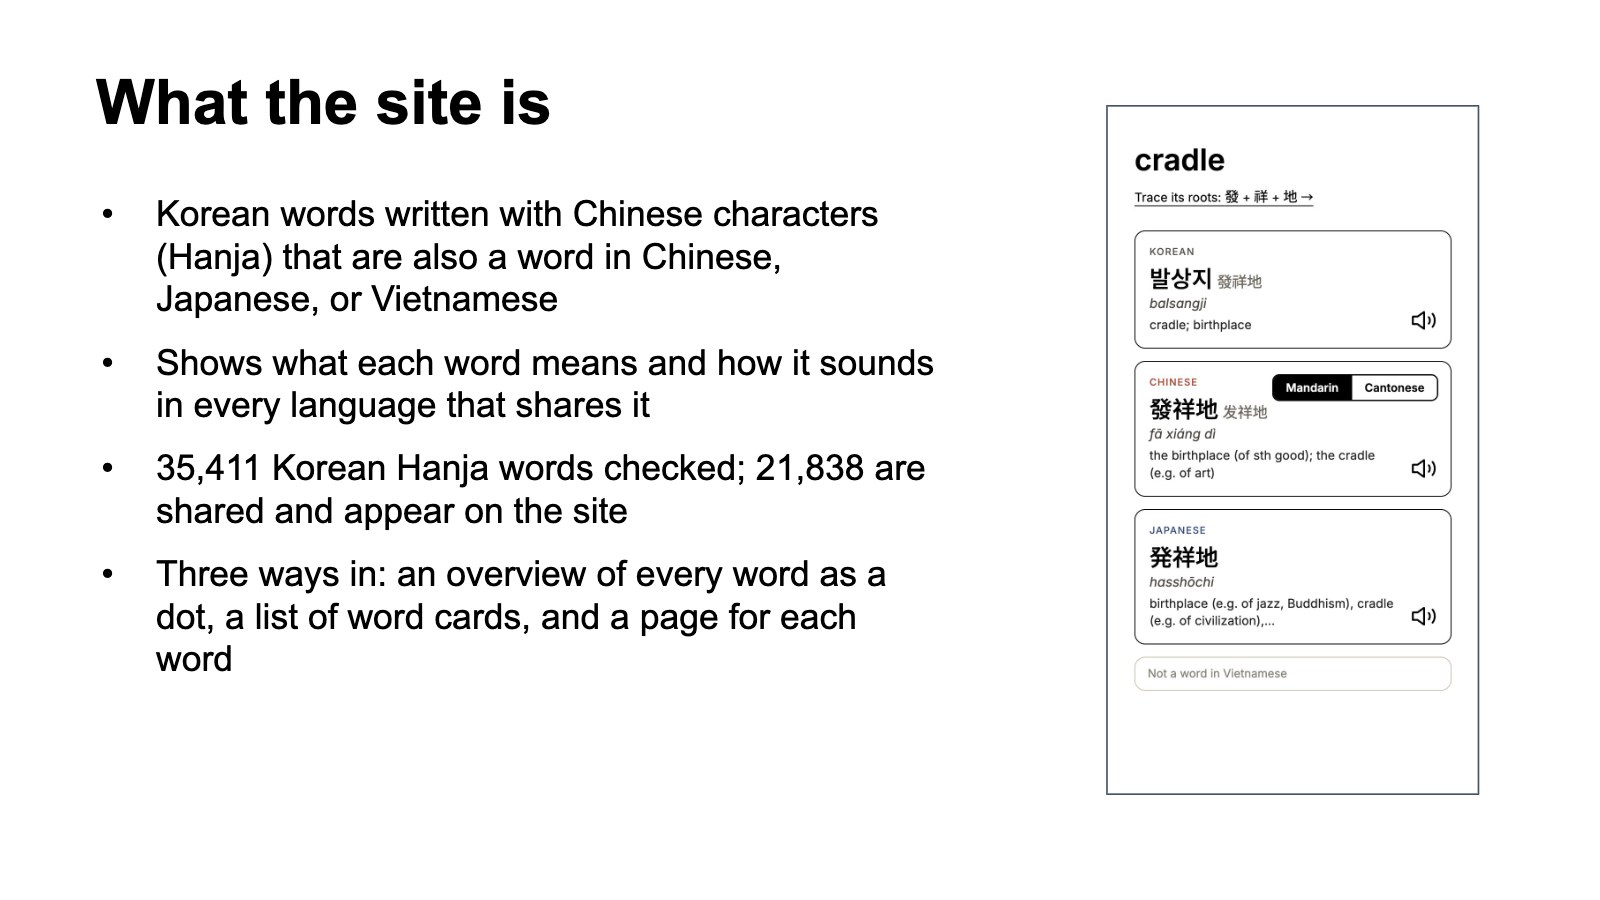 What the site is
• Korean words written with Chinese characters
(Hanja) that are also a word in Chinese,
Japanese, or Vietnamese
• Shows what each word means and how it sounds
in every language that shares it
• 35,411 Korean Hanja words checked; 21,838 are
shared and appear on the site
• Three ways in: an overview of every word as a
dot, a list of word cards, and a page for each
word
cradle
Trace its roots: 發 + 祥 + 地 →
KOREAN
발상지 發祥地
balsangji
cradle; birthplace
CHINESE
Mandarin Cantonese
發祥地 发祥地
fā xiáng dì
the birthplace (of sth good); the cradle
(e.g. of art)
JAPANESE
発祥地
hasshōchi
birthplace (e.g. of jazz, Buddhism), cradle
(e.g. of civilization),...
Not a word in Vietnamese